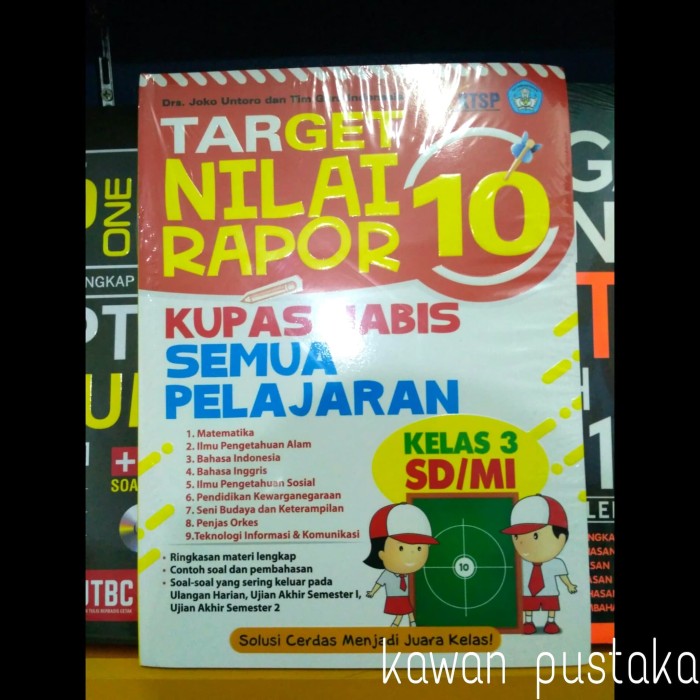 Drs. Joko Untoro dan Tim Guru Indonesia
KTSP
TARGET
NILAI
RAPOR
10
KUPAS HABIS
SEMUA
PELAJARAN
1. Matematika
2. Ilmu Pengetahuan Alam
3. Bahasa Indonesia
4. Bahasa Inggris
5. Ilmu Pengetahuan Sosial
6. Pendidikan Kewarganegaraan
7. Seni Budaya dan Keterampilan
8. Penjas Orkes
9.Teknologi Informasi & Komunikasi
KELAS 3
SD/MI
10
• Ringkasan materi lengkap
• Contoh soal dan pembahasan
• Soal-soal yang sering keluar pada
Ulangan Harian, Ujian Akhir Semester I,
Ujian Akhir Semester 2
Solusi Cerdas Menjadi Juara Kelas!
ONE
NGKAP
SOA
kawan pustaka